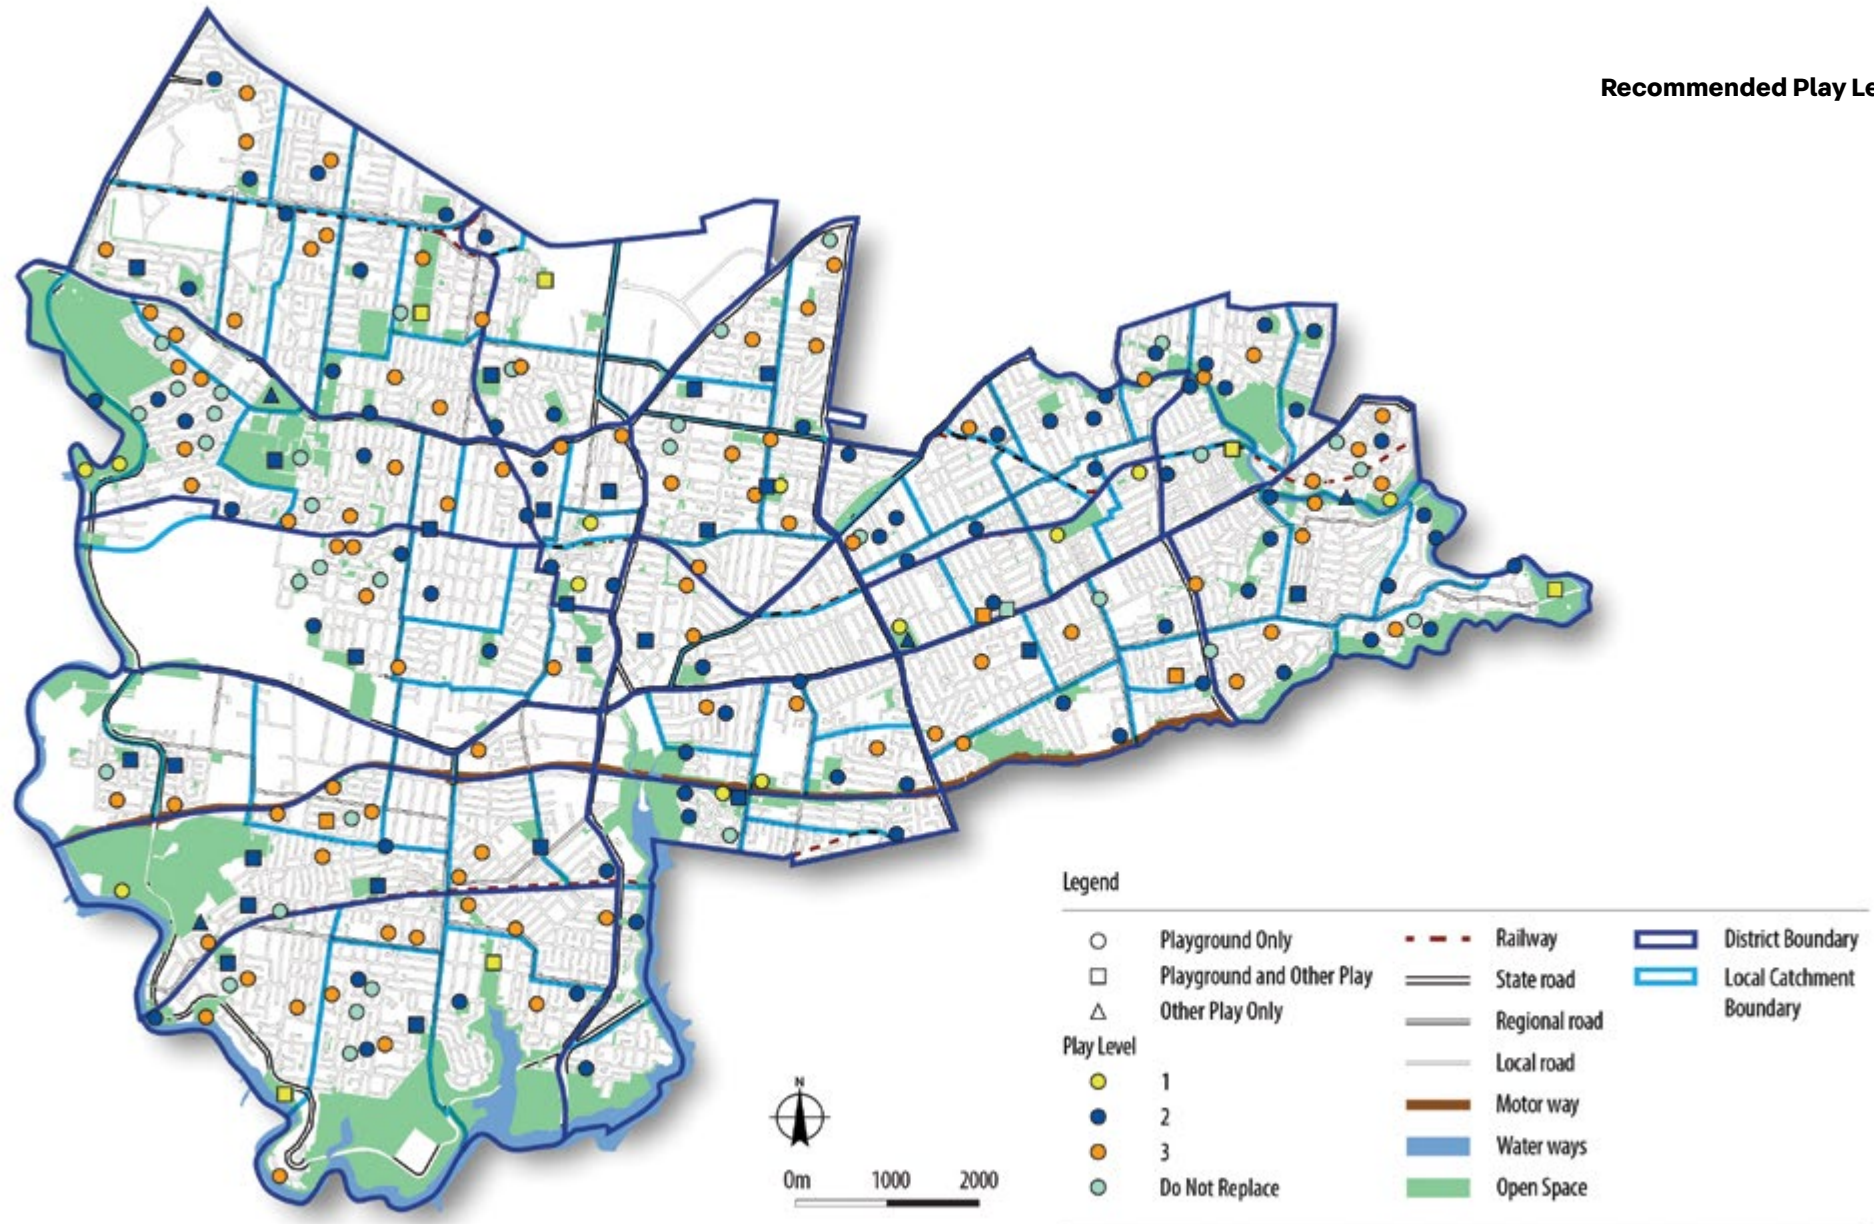 Recommended Play Le
Legend
Playground Only
Playground and Other Play
Other Play Only
Play Level
1
2
3
Do Not Replace
Railway
State road
Regional road
Local road
Motor way
Water ways
Open Space
District Boundary
Local Catchment
Boundary
N
0m 1000 2000